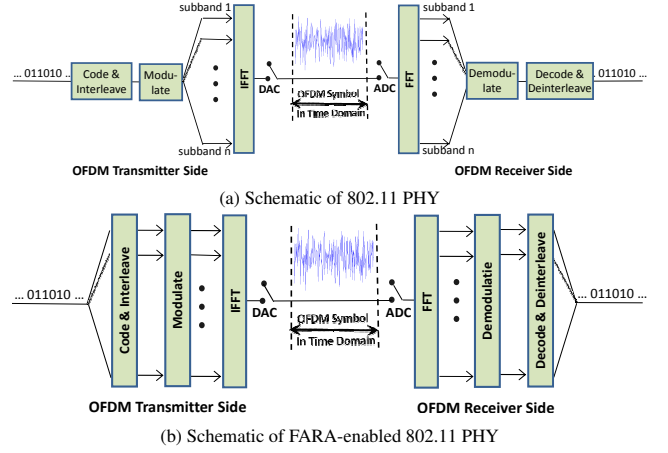 subband 1
subband 1
... 011010 ...
Code &
Interleave
Modu-
late
IFFT
DAC
OFDM Symbol
In Time Domain
ADC
FFT
Demodu-
late
Decode &
Deinterleave
... 011010 ...
subband n
subband n
OFDM Transmitter Side
OFDM Receiver Side
(a) Schematic of 802.11 PHY
... 011010 ...
Code & Interleave
Modulate
IFFT
DAC
OFDM Symbol
In Time Domain
ADC
FFT
Demodulatie
Decode & Deinterleave
... 011010 ...
OFDM Transmitter Side
OFDM Receiver Side
(b) Schematic of FARA-enabled 802.11 PHY